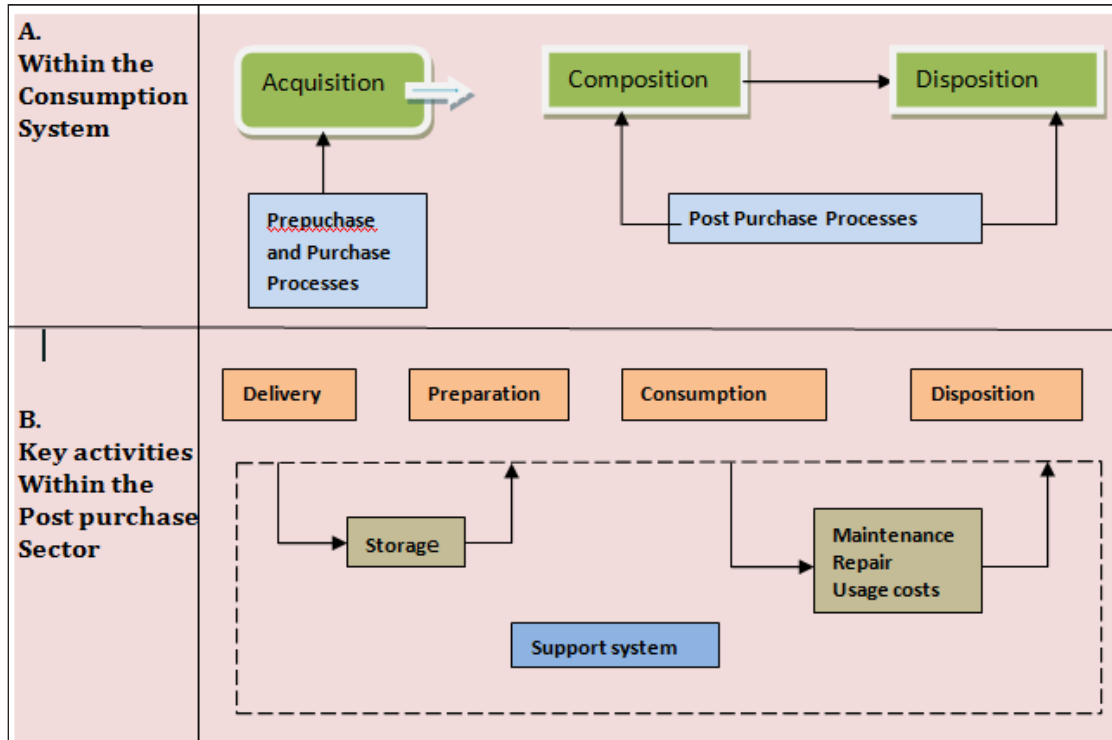 A.
Within the
Consumption
System
Acquisition
Composition
Disposition
Prepuchase
and Purchase
Processes
Post Purchase Processes
B.
Key activities
Within the
Post purchase
Sector
Delivery
Preparation
Consumption
Disposition
Storage
Maintenance
Repair
Usage costs
Support system